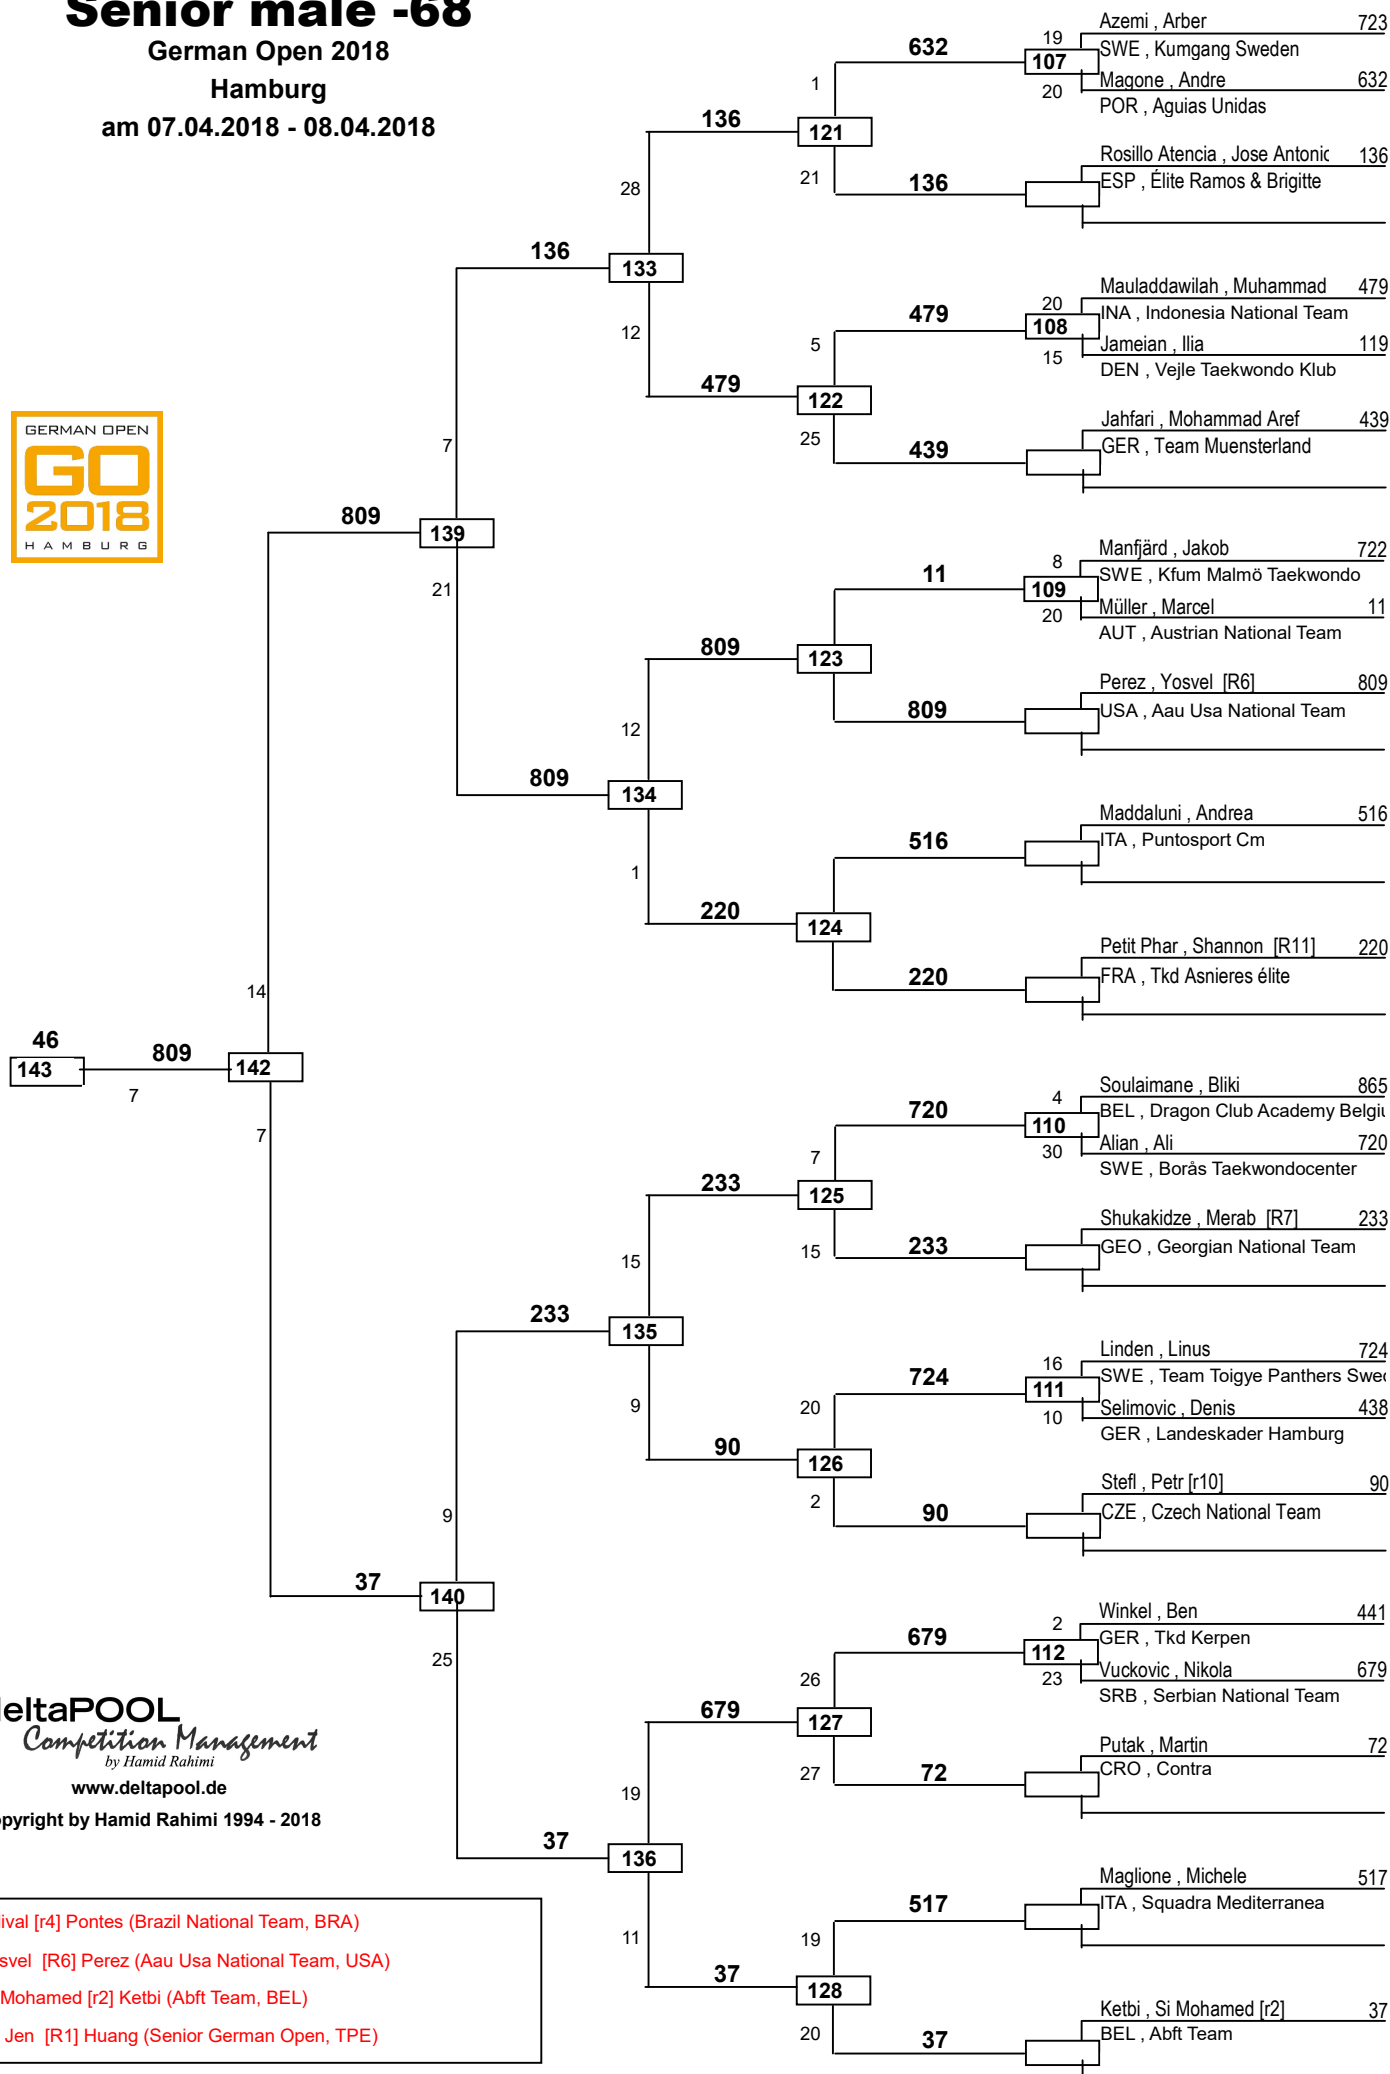 Senior male -68
German Open 2018
Hamburg
am 07.04.2018 - 08.04.2018
GERMAN OPEN
GO
2018
HAMBURG
Azemi , Arber 723
19
SWE , Kumgang Sweden
632
107
Magone , Andre 632
20
POR , Aguias Unidas
1
136
121
Rosillo Atencia , Jose Antonio 136
21
136
ESP , Élite Ramos & Brigitte
28
136
133
Mauladdawilah , Muhammad 479
20
INA , Indonesia National Team
479
108
12
5
Jameian , Ilia 119
15
DEN , Vejle Taekwondo Klub
479
122
Jahfari , Mohammad Aref 439
25
439
GER , Team Muensterland
7
809
139
Manfjärd , Jakob 722
8
SWE , Kfum Malmö Taekwondo
11
109
21
Müller , Marcel 11
20
AUT , Austrian National Team
809
123
Perez , Yosvel [R6] 809
809
USA , Aau Usa National Team
12
809
134
Maddaluni , Andrea 516
516
ITA , Puntosport Cm
1
220
124
Petit Phar , Shannon [R11] 220
220
FRA , Tkd Asnieres élite
14
46
143
809
142
7
7
Soulaimane , Bliki 865
4
BEL , Dragon Club Academy
720
110
Alian , Ali 720
30
SWE , Borås Taekwondocenter
7
233
125
Shukakidze , Merab [R7] 233
15
233
GEO , Georgian National Team
15
233
135
Linden , Linus 724
16
SWE , Team Toigye Panthers
724
111
9
20
Selimovic , Denis 438
10
GER , Landeskader Hamburg
90
126
Stefl , Petr [r10] 90
2
90
CZE , Czech National Team
9
37
140
Winkel , Ben 441
2
GER , Tkd Kerpen
679
112
25
26
Vuckovic , Nikola 679
23
SRB , Serbian National Team
679
127
Putak , Martin 72
27
72
CRO , Contra
19
37
136
Maglione , Michele 517
517
ITA , Squadra Mediterranea
11
19
37
128
Ketbi , Si Mohamed [r2] 37
20
37
BEL , Abft Team
deltaPOOL
Competition Management
by Hamid Rahimi
www.deltapool.de
opyright by Hamid Rahimi 1994 - 2018
ival [r4] Pontes (Brazil National Team, BRA)
svel [R6] Perez (Aau Usa National Team, USA)
Mohamed [r2] Ketbi (Abft Team, BEL)
Jen [R1] Huang (Senior German Open, TPE)